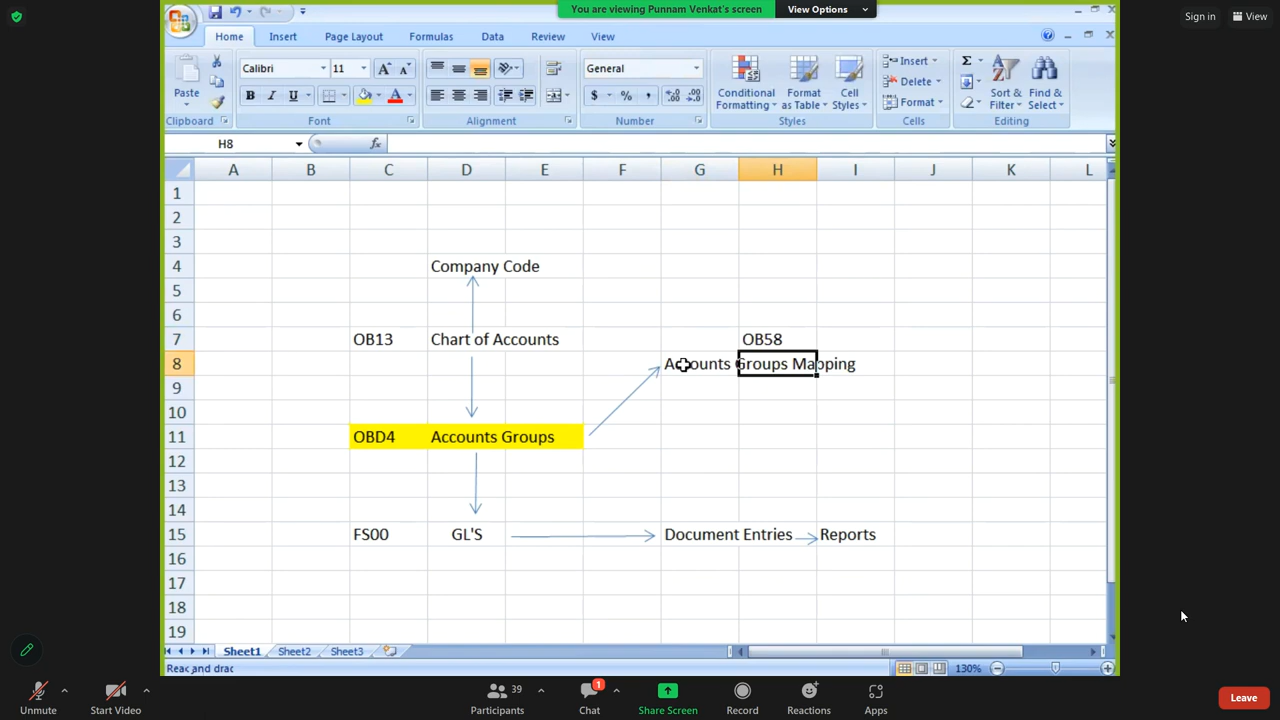 You are viewing Punnam Venkat's screen
View Options
Sign in
View
Home
Insert
Page Layout
Formulas
Data
Review
View
Paste
Calibri
11
General
Conditional Formatting
Format as Table
Cell Styles
Insert
Delete
Format
Sort & Filter
Find & Select
Clipboard
Font
Alignment
Number
Styles
Cells
Editing
H8
fx
A B C D E F G H I J K L
1
2
3
4 Company Code
5
6
7 OB13 Chart of Accounts OB58
8 Accounts Groups Mapping
9
10
11 OBD4 Accounts Groups
12
13
14
15 FS00 GL'S Document Entries Reports
16
17
18
19
Sheet1 Sheet2 Sheet3
130%
Unmute
Start Video
39
Participants
1
Chat
Share Screen
Record
Reactions
Apps
Leave